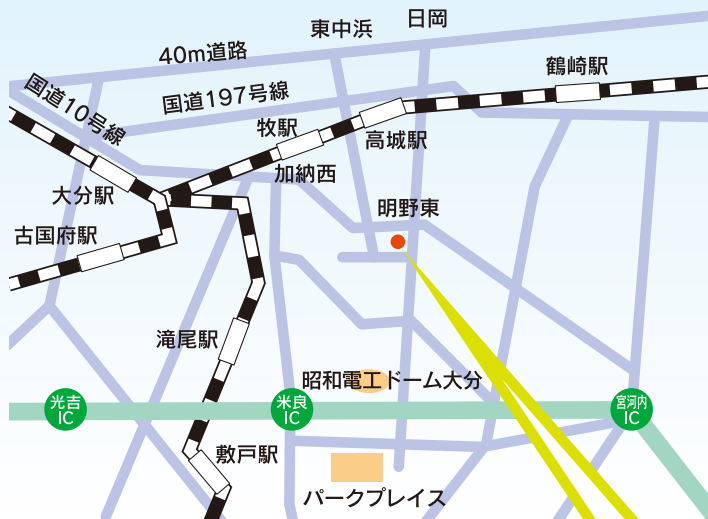 日岡
東中浜
40m道路
鶴崎駅
国道10号線
国道197号線
牧駅
高城駅
加納西
大分駅
明野東
古国府駅
滝尾駅
昭和電工ドーム大分
光吉
IC
米良
IC
宮河内
IC
敷戸駅
パークプレイス